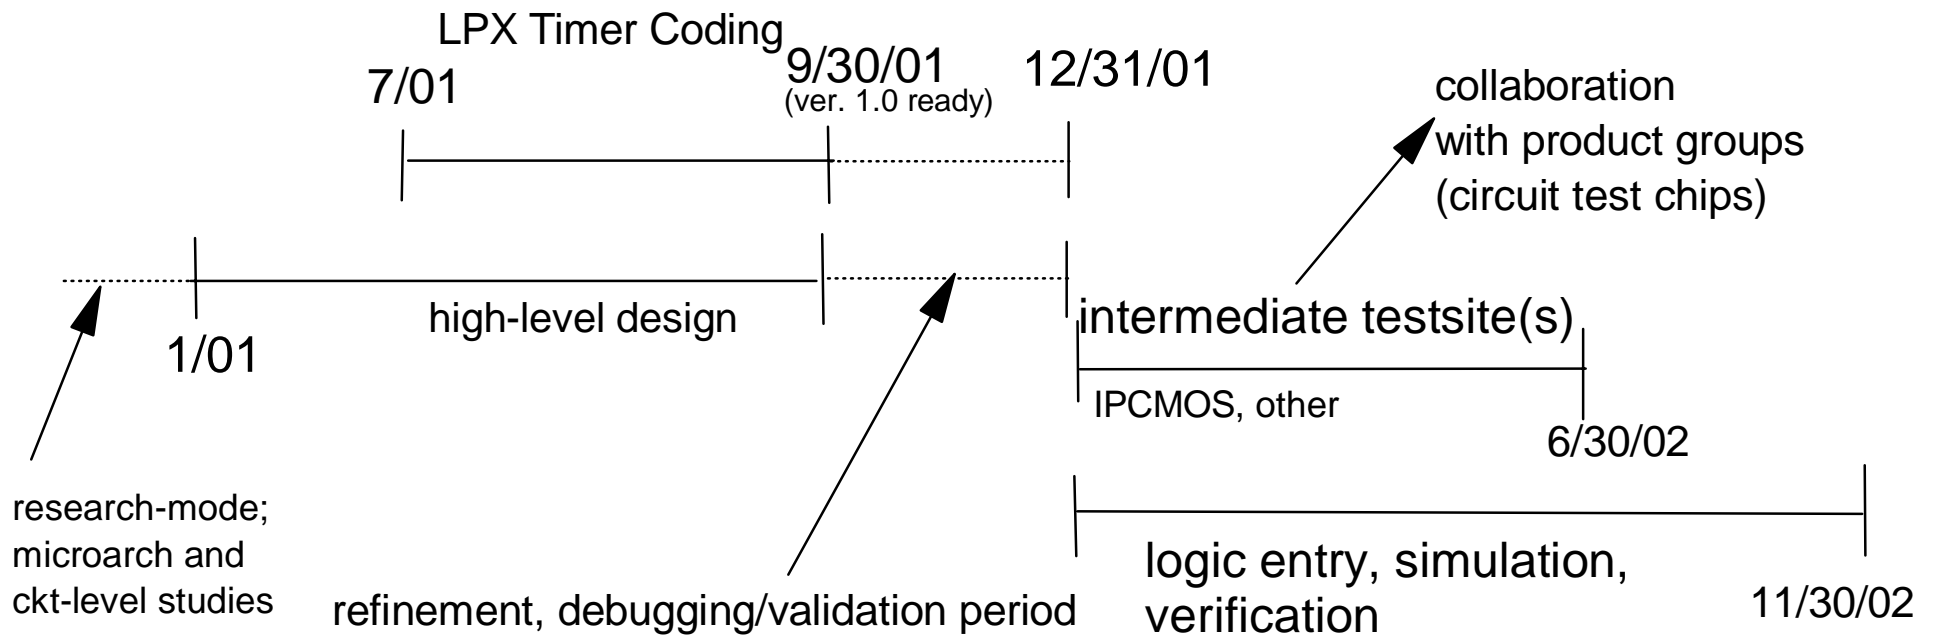 LPX Timer Coding
7/01
9/30/01
(ver. 1.0 ready)
12/31/01
collaboration
with product groups
(circuit test chips)
high-level design
1/01
intermediate testsite(s)
IPCMOS, other
6/30/02
research-mode;
microarch and
ckt-level studies
refinement, debugging/validation period
logic entry, simulation,
verification
11/30/02